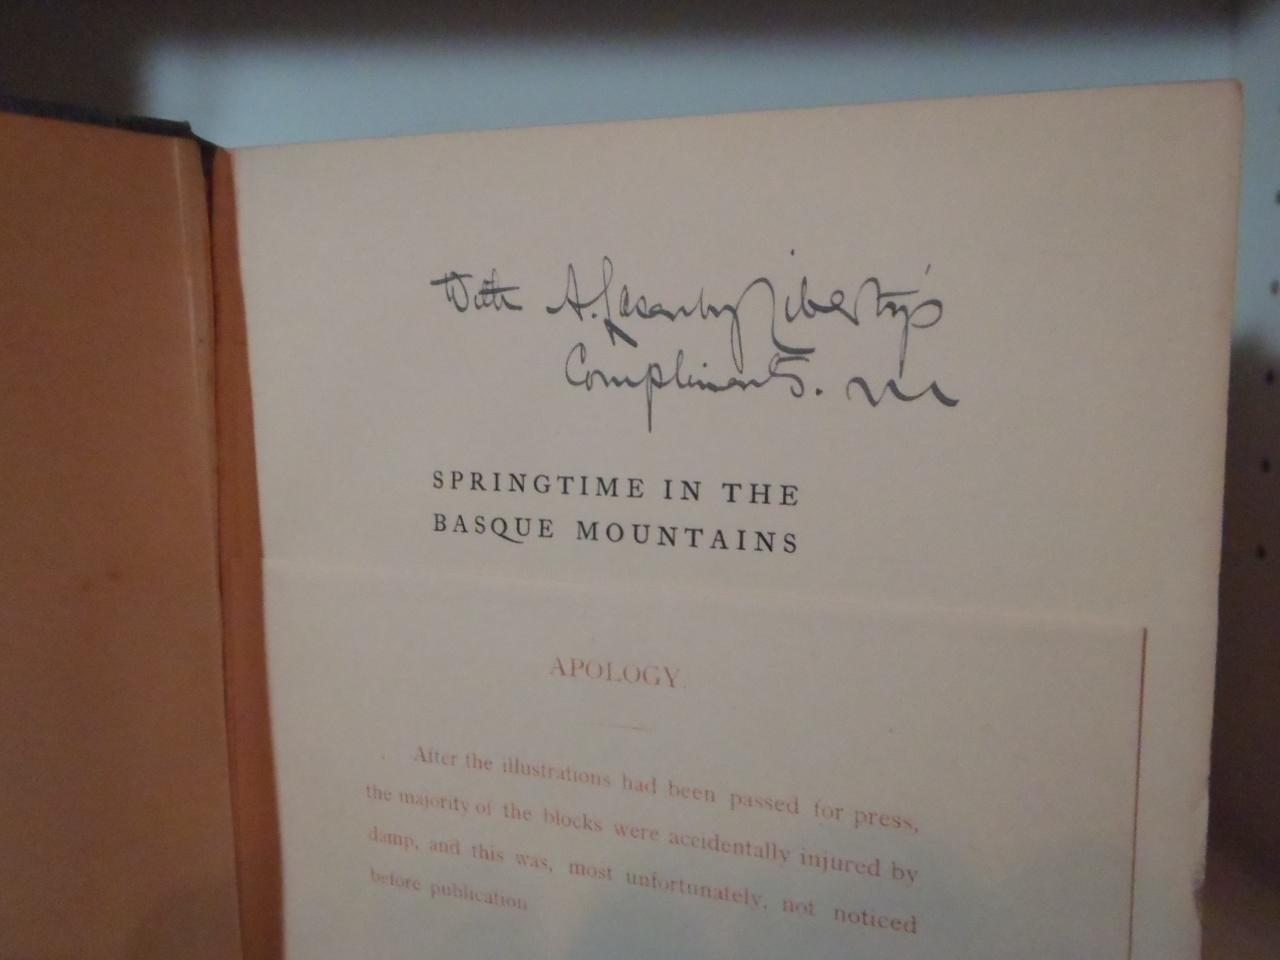 With A. Lasenby Liberty's
Compliments.
SPRINGTIME IN THE
BASQUE MOUNTAINS
APOLOGY.
After the illustrations had been passed for press,
the majority of the blocks were accidentally injured by
damp, and this was, most unfortunately, not noticed
before publication